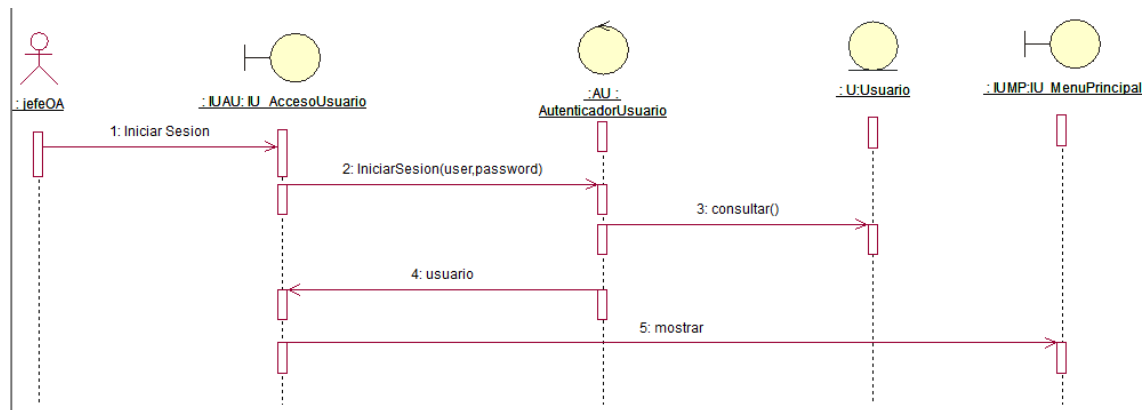 : jefeOA
: IUAU: IU_AccesoUsuario
:AU :
AutenticadorUsuario
: U:Usuario
: IUMP:IU_MenuPrincipal
1: Iniciar Sesion
2: IniciarSesion(user,password)
3: consultar()
4: usuario
5: mostrar